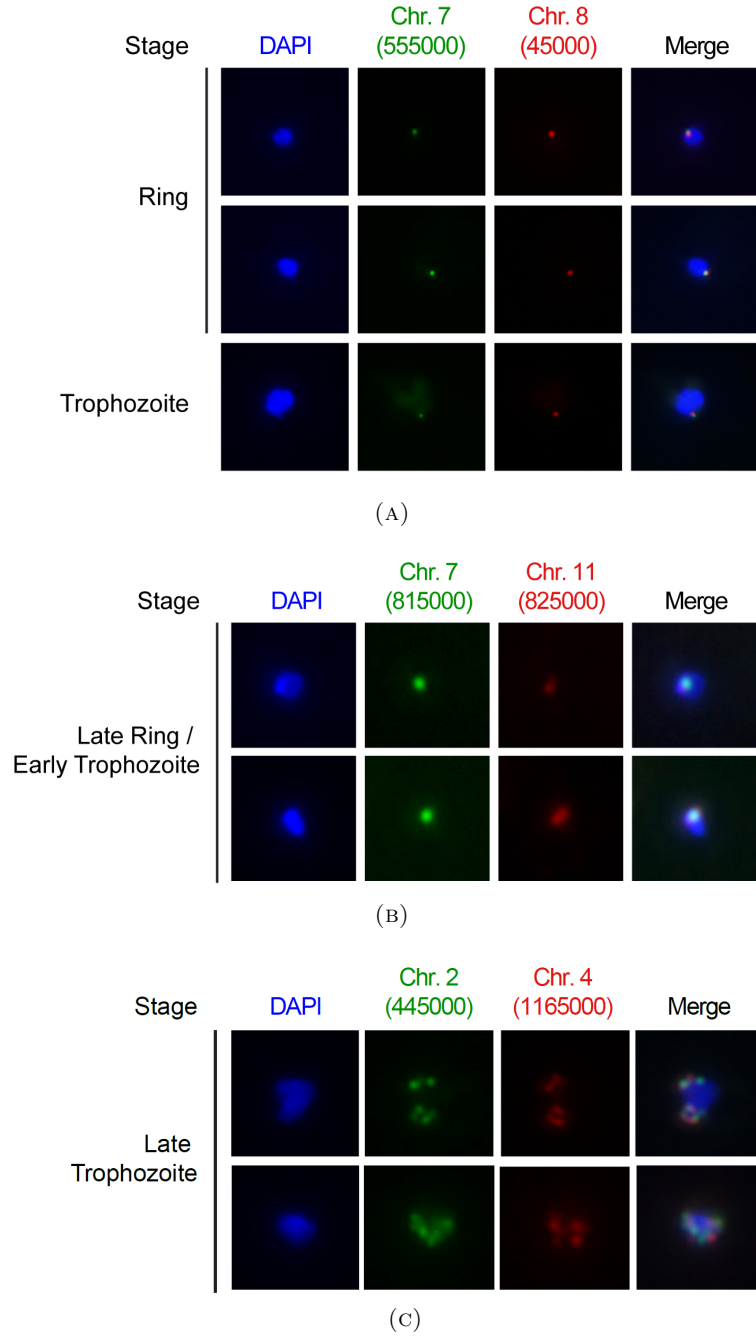 Stage DAPI Chr. 7 (555000) Chr. 8 (45000) Merge
Ring
Trophozoite
(A)
Stage DAPI Chr. 7 (815000) Chr. 11 (825000) Merge
Late Ring /
Early Trophozoite
(B)
Stage DAPI Chr. 2 (445000) Chr. 4 (1165000) Merge
Late
Trophozoite
(C)